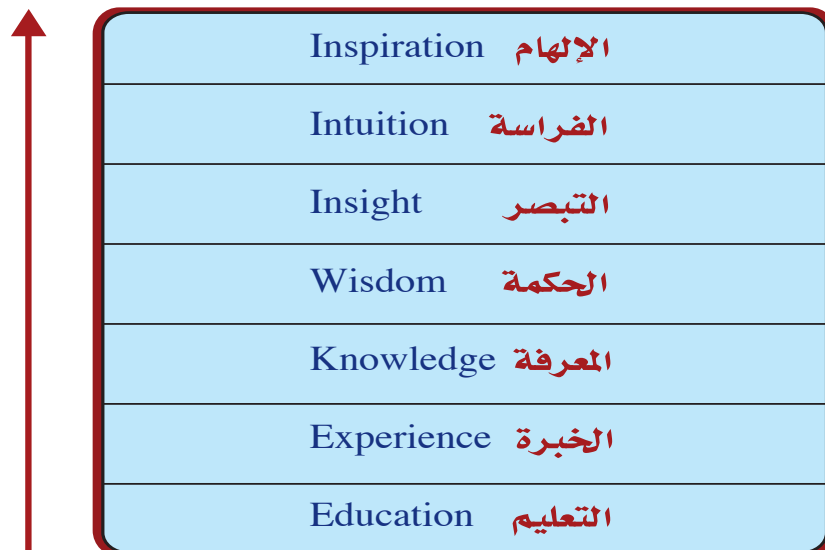 Inspiration الإلهام
Intuition الفراسة
Insight التبصر
Wisdom الحكمة
Knowledge المعرفة
Experience الخبرة
Education التعليم